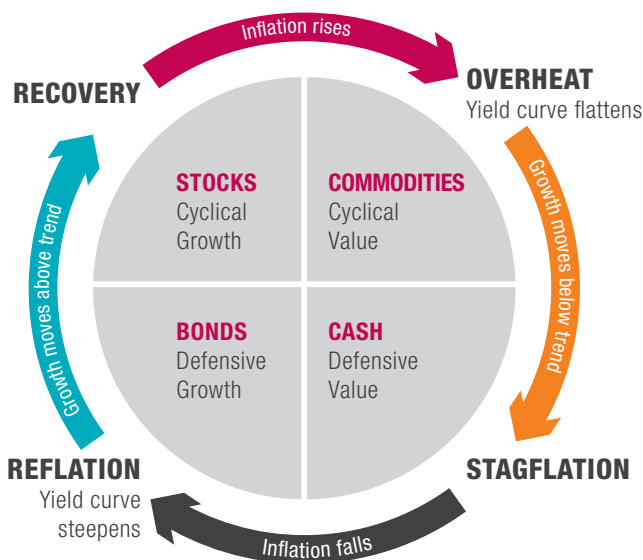 Inflation rises
RECOVERY
OVERHEAT
Yield curve flattens
STOCKS
Cyclical
Growth
COMMODITIES
Cyclical
Value
Growth moves above trend
Growth moves below trend
BONDS
Defensive
Growth
CASH
Defensive
Value
REFLATION
Yield curve
steepens
STAGFLATION
Inflation falls